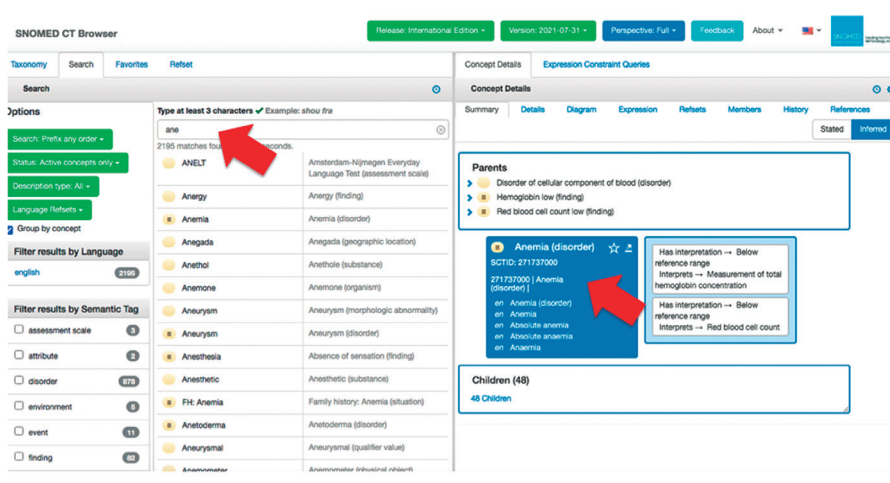 SNOMED CT Browser
Release: International Edition
Version: 2021-07-31
Perspective: Full
Feedback
About
Taxonomy
Search
Favorites
Refset
Search
Options
Search: Prefix any order
Status: Active concepts only
Description type: All
Language Refsets
Group by concept
Filter results by Language
english 2195
Filter results by Semantic Tag
assessment scale 3
attribute 2
disorder 878
environment 6
event 11
finding 82
Type at least 3 characters ✔ Example: shou fra
ane
2195 matches seconds.
ANELT Amsterdam-Nijmegen Everyday
Language Test (assessment scale)
Anergy Anergy (finding)
Anemia Anemia (disorder)
Anegada Anegada (geographic location)
Anethol Anethole (substance)
Anemone Anemone (organism)
Aneurysm Aneurysm (morphologic abnormality)
Aneurysm Aneurysm (disorder)
Anesthesia Absence of sensation (finding)
Anesthetic Anesthetic (substance)
FH: Anemia Family history: Anemia (situation)
Anetoderma Anetoderma (disorder)
Aneurysmal Aneurysmal (qualifier value)
Anemometer Anemometer (physical object)
Concept Details
Expression Constraint Queries
Concept Details
Summary
Details
Diagram
Expression
Refsets
Members
History
References
Stated
Inferred
Parents
Disorder of cellular component of blood (disorder)
Hemoglobin low (finding)
Red blood cell count low (finding)
Anemia (disorder)
SCTID: 271737000
271737000 | Anemia
(disorder) |
en Anemia (disorder)
en Anemia
en Absolute anemia
en Absolute anaemia
en Anaemia
Has interpretation → Below
reference range
Interprets → Measurement of total
hemoglobin concentration
Has interpretation → Below
reference range
Interprets → Red blood cell count
Children (48)
48 Children